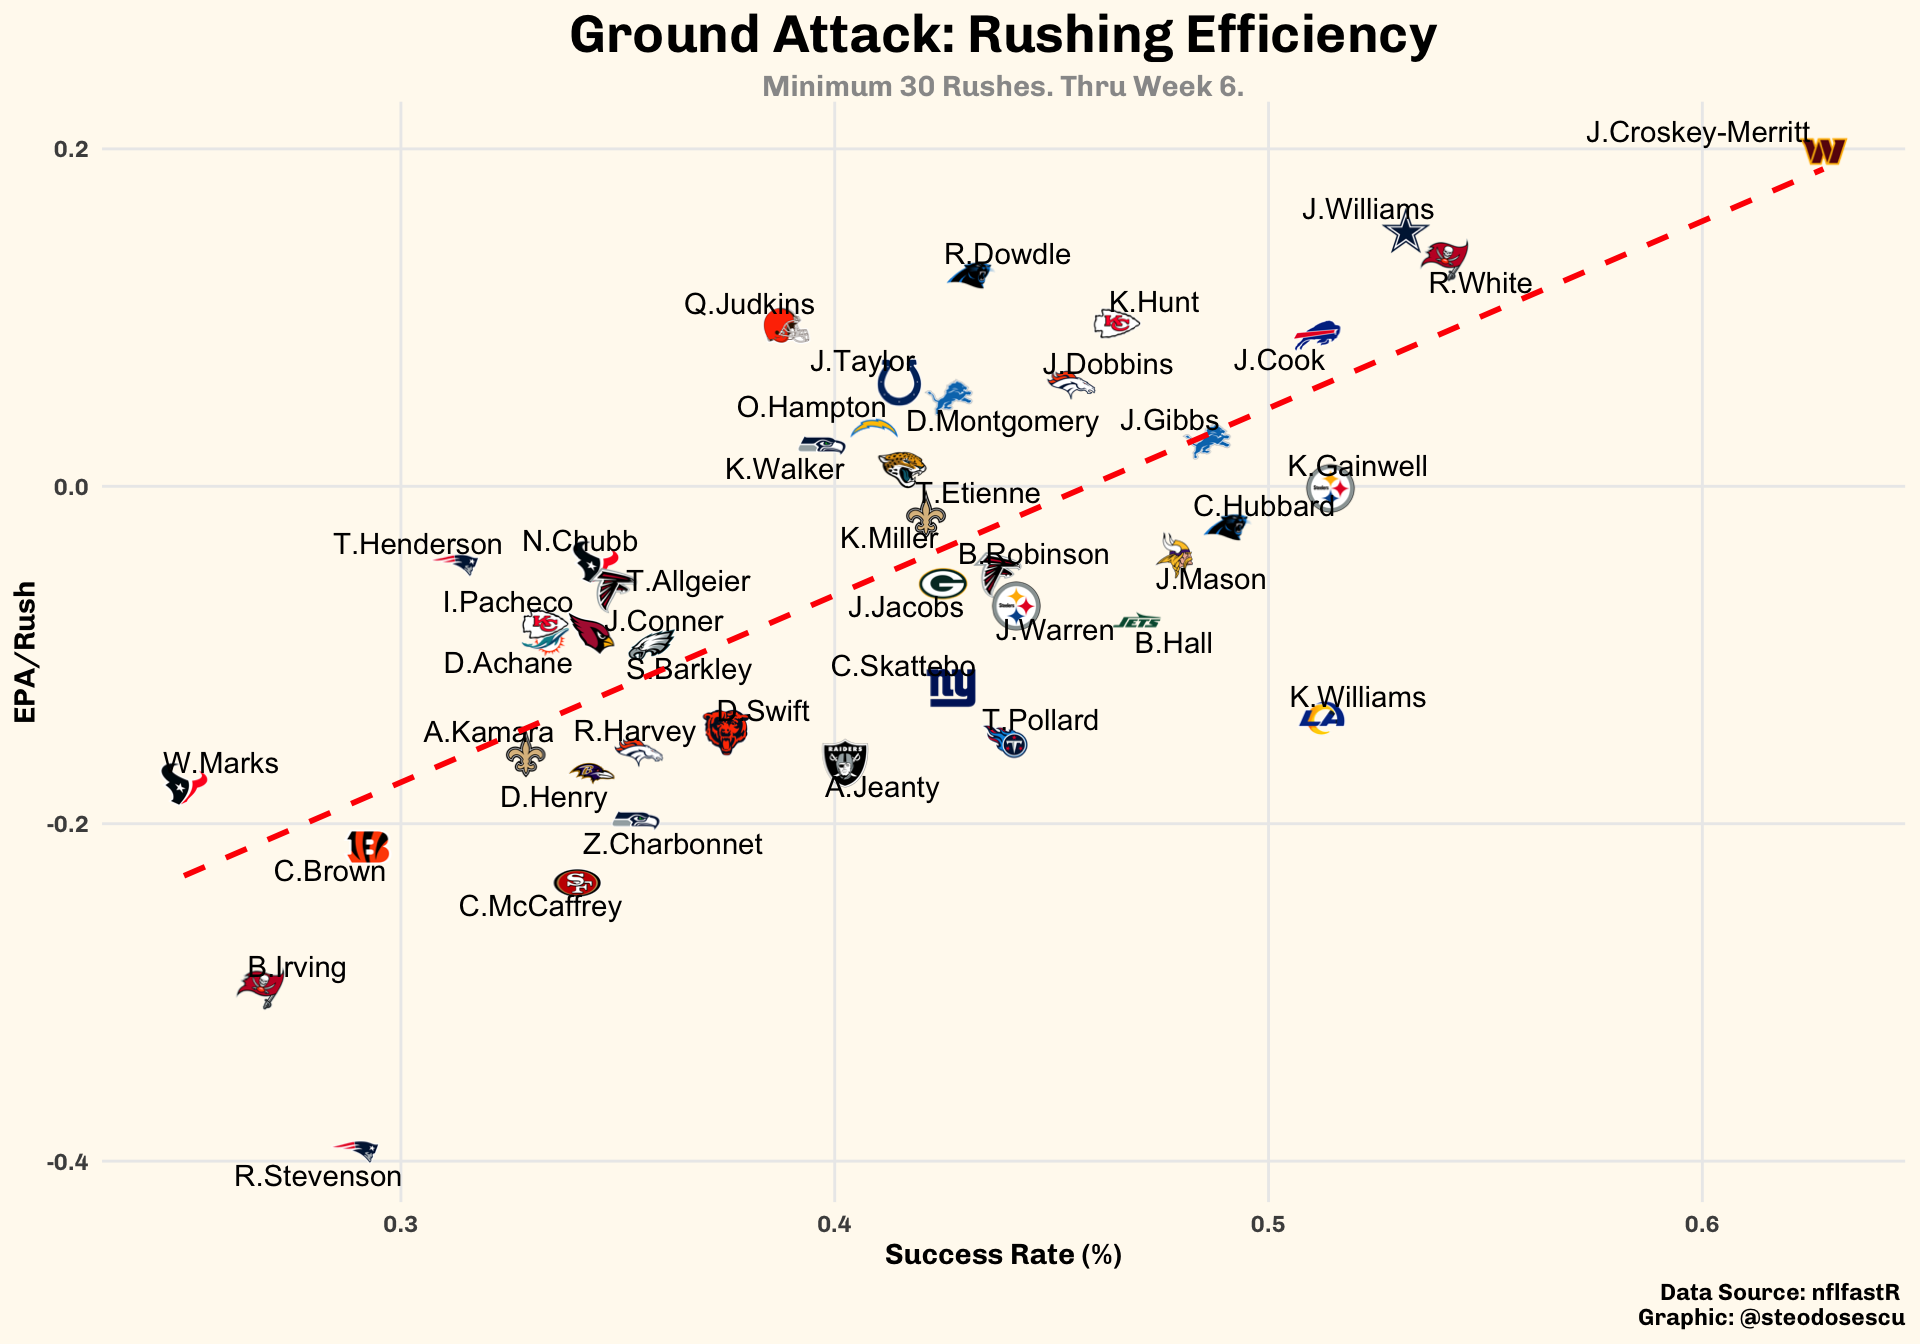 Ground Attack: Rushing Efficiency
Minimum 30 Rushes. Thru Week 6.
J.Croskey-Merritt
0.2
J.Williams
R.Dowdle
R.White
Q.Judkins
K.Hunt
J.Taylor
J.Dobbins
J.Cook
O.Hampton
D.Montgomery
J.Gibbs
K.Walker
K.Gainwell
0.0
T.Etienne
C.Hubbard
K.Miller
T.Henderson
N.Chubb
B.Robinson
T.Allgeier
J.Mason
I.Pacheco
J.Jacobs
J.Conner
J.Warren
JETS
B.Hall
D.Achane
S.Barkley
C.Skattebo
ny
EPA/Rush
K.Williams
LA
D.Swift
T.Pollard
A.Kamara
R.Harvey
RAIDERS
W.Marks
A.Jeanty
D.Henry
-0.2
Z.Charbonnet
C.Brown
C.McCaffrey
B.Irving
-0.4
R.Stevenson
0.3
0.4
0.5
0.6
Success Rate (%)
Data Source: nflfastR
Graphic: @steodosescu